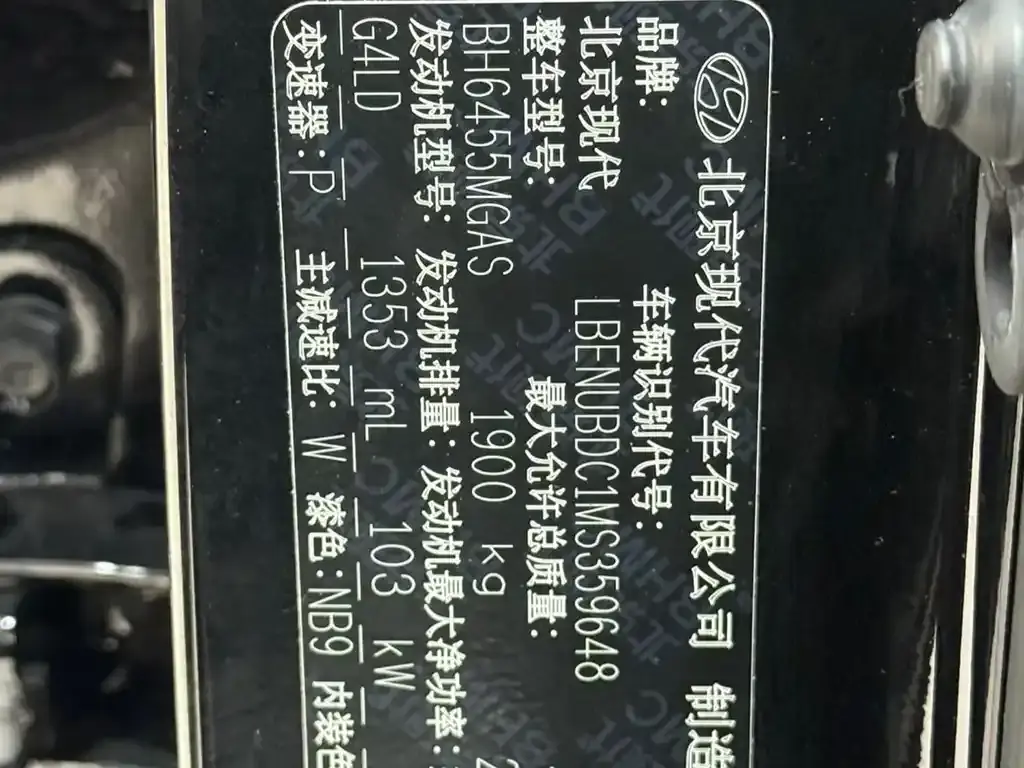 北京现代汽车有限公司 制造
品牌: 车辆识别代号:
北京现代 LBENUBDC1MS359648
整车型号: 最大允许总质量:
BH6455MGAS 1900 kg
发动机型号: 发动机排量: 发动机最大净功率:
G4LD 1353 mL 103 kW
变速器:P 主减速比: W 漆色:NB9 内装色